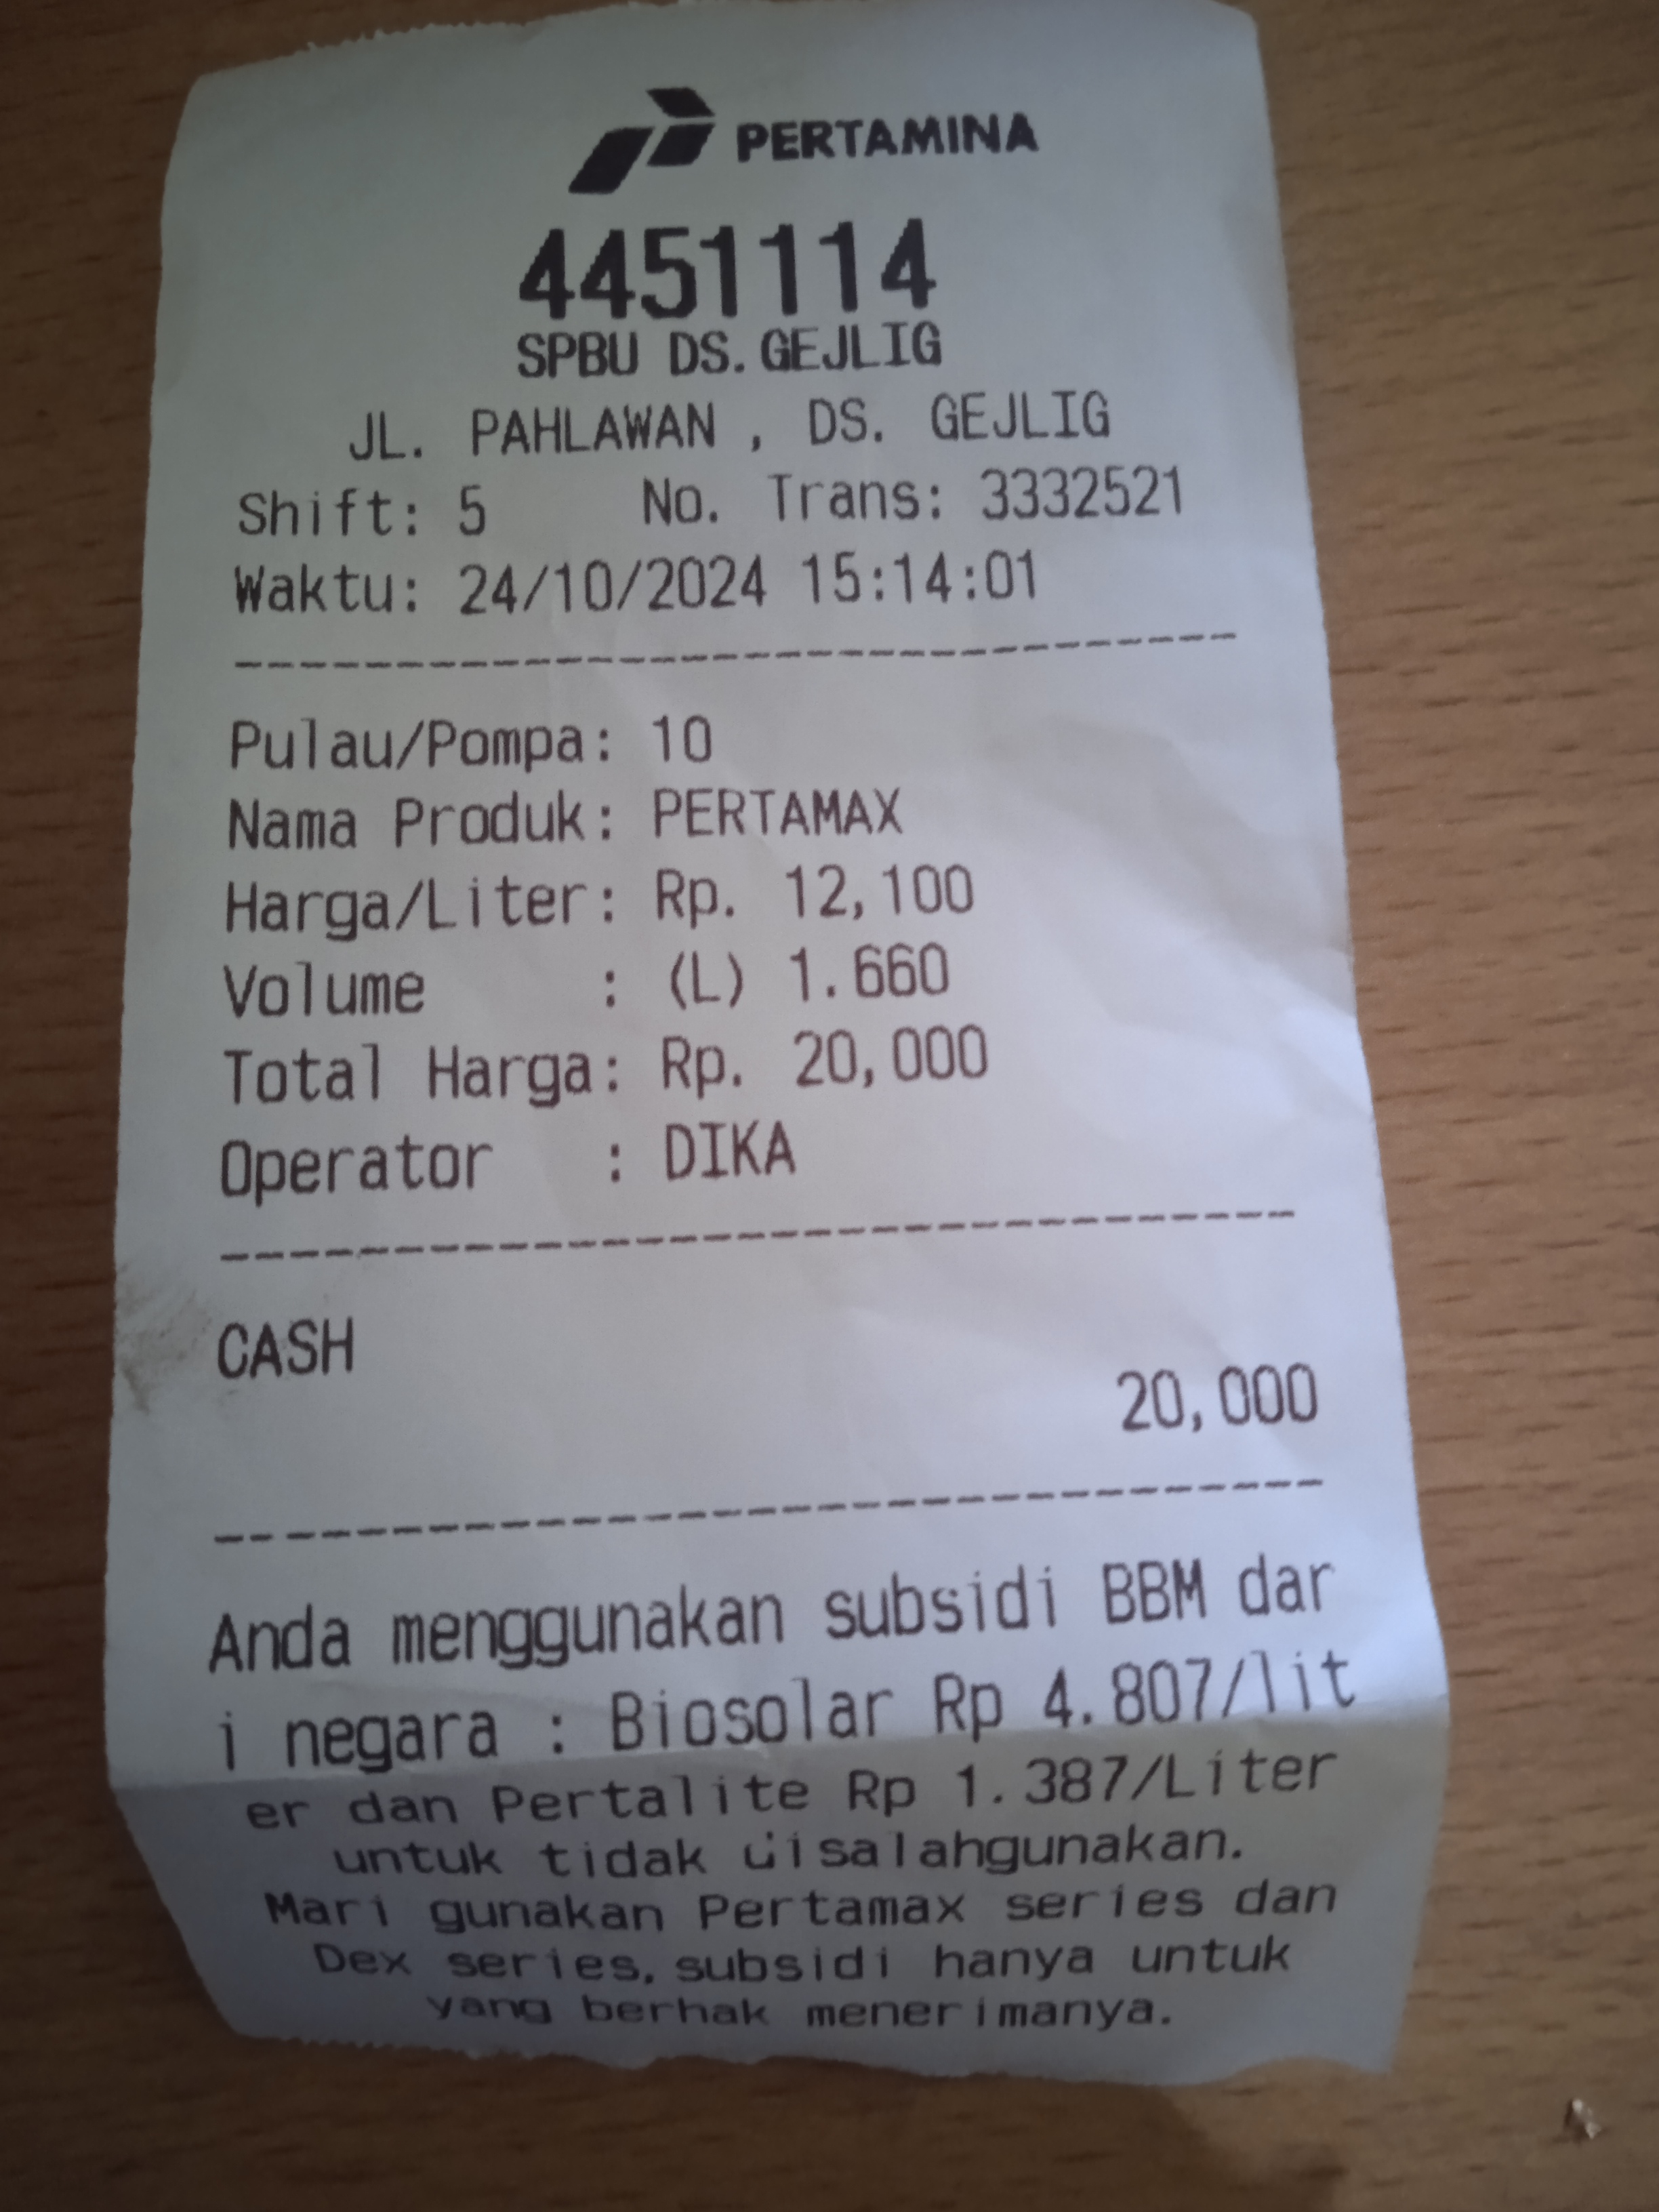 PERTAMINA
4451114
SPBU DS.GEJLIG
JL. PAHLAWAN , DS. GEJLIG
Shift: 5 No. Trans: 3332521
Waktu: 24/10/2024 15:14:01
--------------------------------
Pulau/Pompa: 10
Nama Produk: PERTAMAX
Harga/Liter: Rp. 12,100
Volume : (L) 1.660
Total Harga: Rp. 20,000
Operator : DIKA
--------------------------------
CASH
20,000
--------------------------------
Anda menggunakan subsidi BBM dar
i negara : Biosolar Rp 4.807/lit
er dan Pertalite Rp 1.387/Liter
untuk tidak disalahgunakan.
Mari gunakan Pertamax series dan
Dex series,subsidi hanya untuk
yang berhak menerimanya.